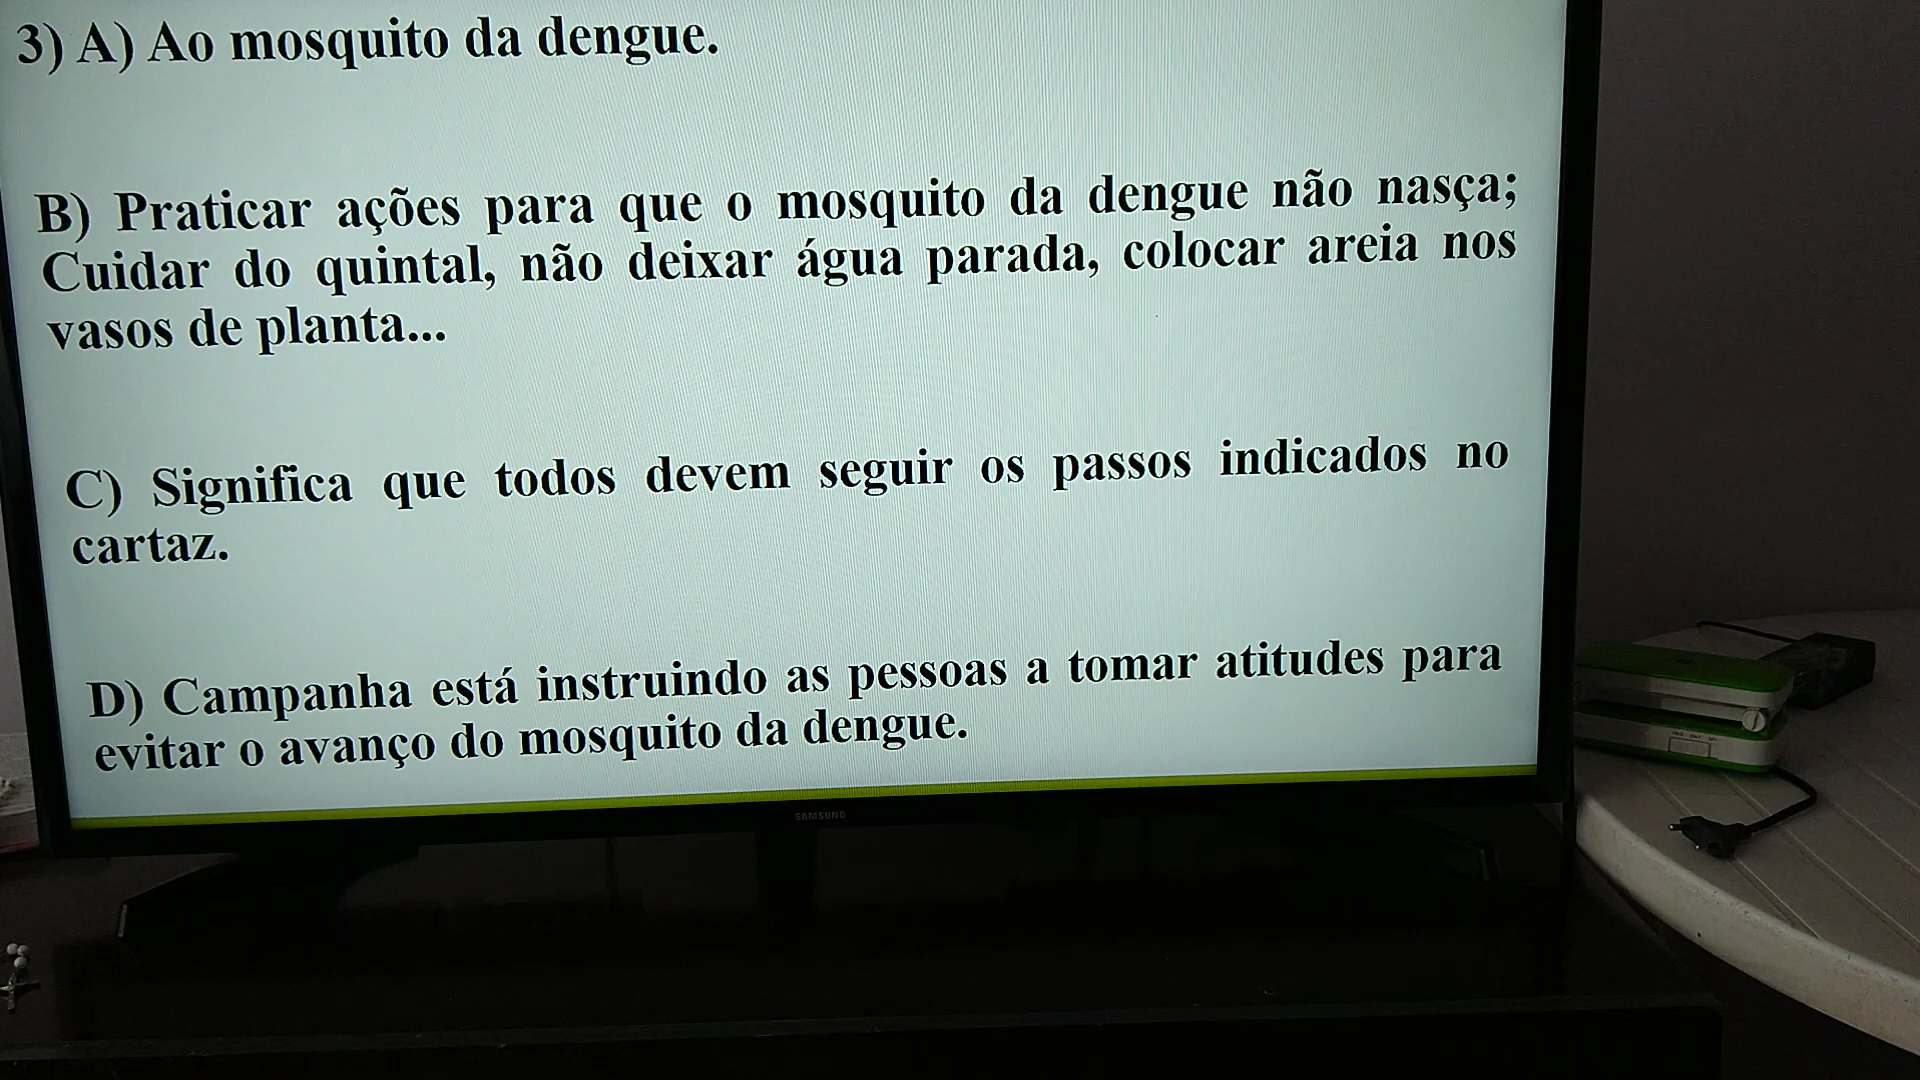 3) A) Ao mosquito da dengue.
B) Praticar ações para que o mosquito da dengue não nasça;
Cuidar do quintal, não deixar água parada, colocar areia nos
vasos de planta...
C) Significa que todos devem seguir os passos indicados no
cartaz.
D) Campanha está instruindo as pessoas a tomar atitudes para
evitar o avanço do mosquito da dengue.
SAMSUNG